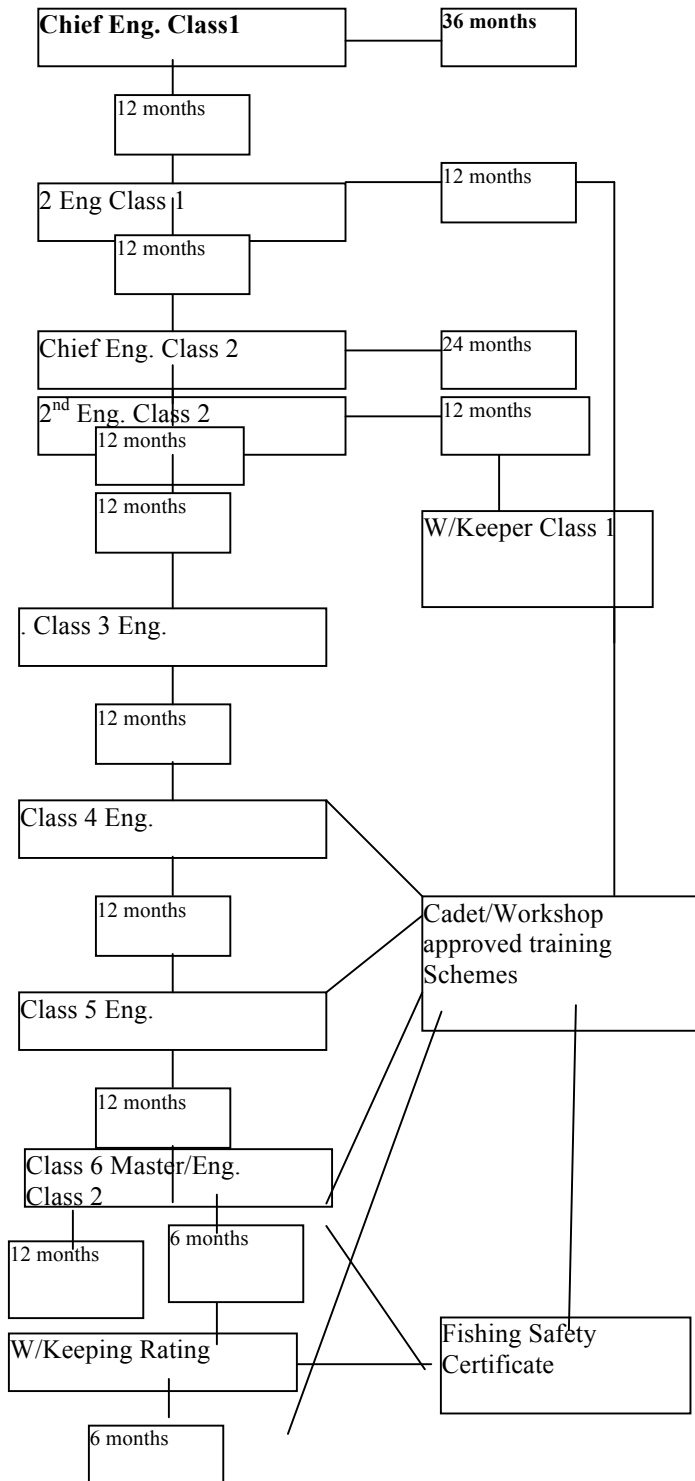 Chief Eng. Class1
36 months
12 months
2 Eng Class 1
12 months
12 months
Chief Eng. Class 2
24 months
2nd Eng. Class 2
12 months
12 months
12 months
W/Keeper Class 1
. Class 3 Eng.
12 months
Class 4 Eng.
12 months
Cadet/Workshop
approved training
Schemes
Class 5 Eng.
12 months
Class 6 Master/Eng.
Class 2
12 months
6 months
W/Keeping Rating
Fishing Safety
Certificate
6 months